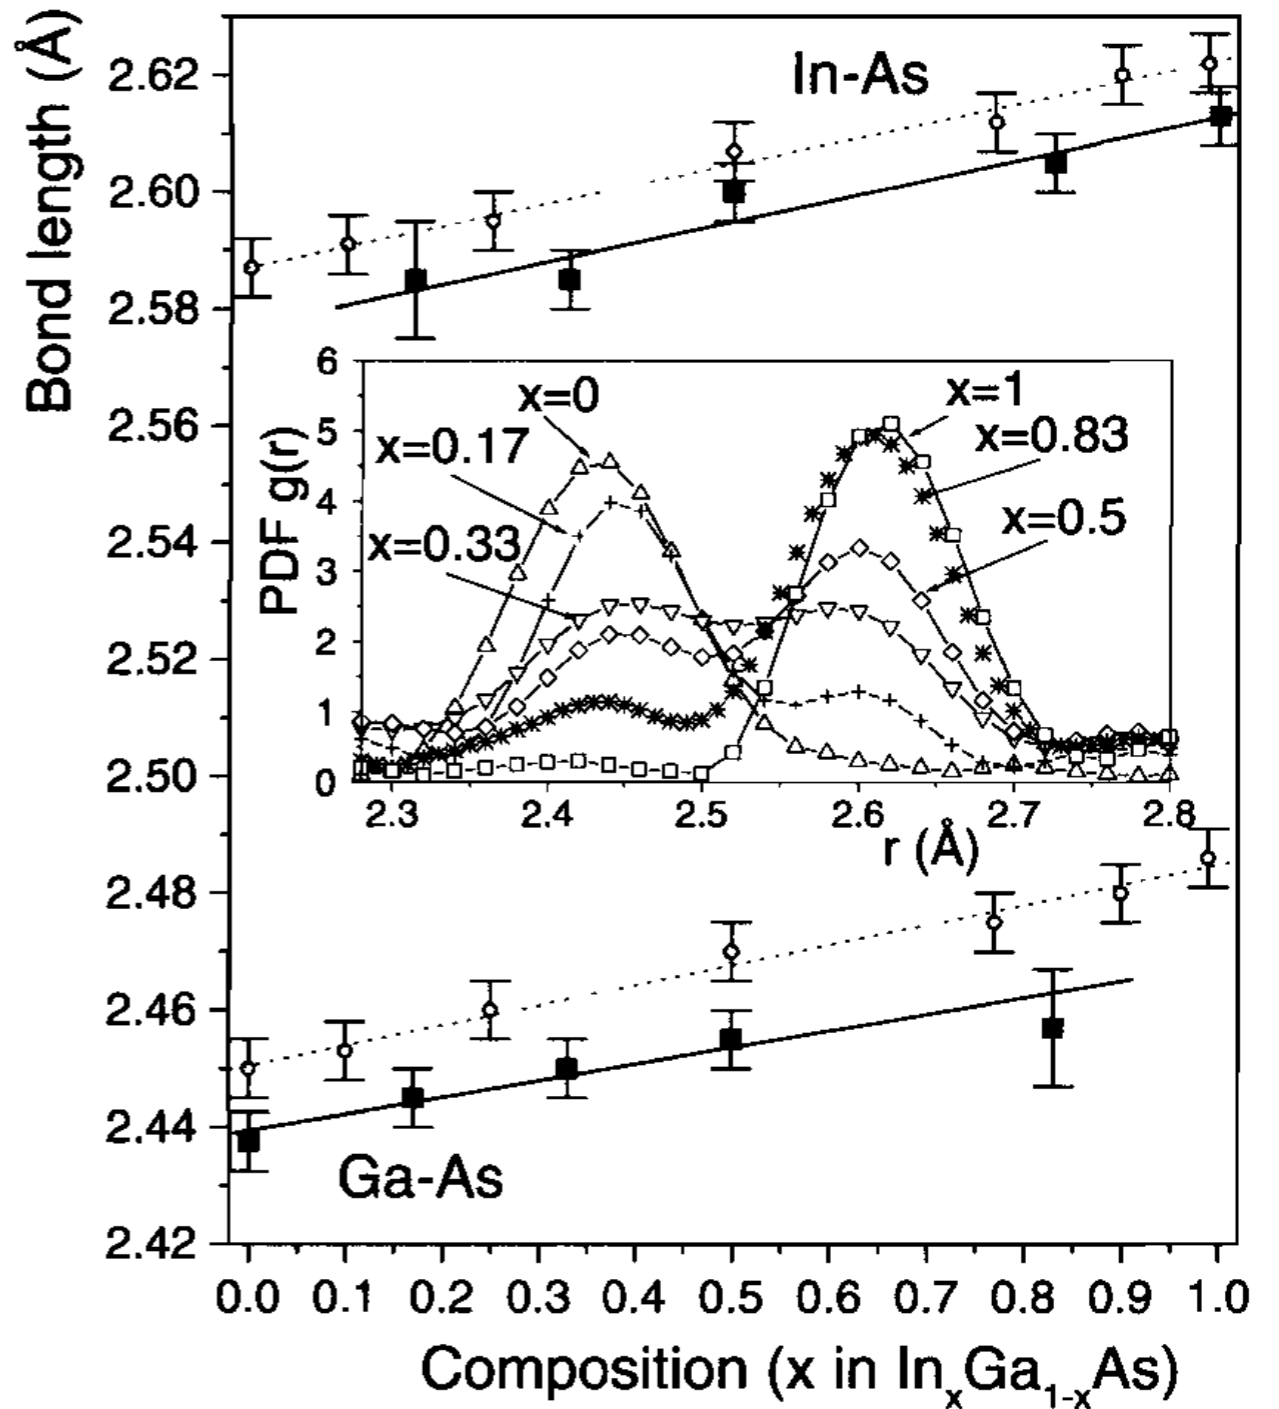 Bond length (Å)
2.62
2.60
2.58
2.56
2.54
2.52
2.50
2.48
2.46
2.44
2.42
In-As
PDF g(r)
6
5
4
3
2
1
0
x=0
x=0.17
x=0.33
x=1
x=0.83
x=0.5
2.3 2.4 2.5 2.6 2.7 2.8
r (Å)
Ga-As
0.0 0.1 0.2 0.3 0.4 0.5 0.6 0.7 0.8 0.9 1.0
Composition (x in InₓGa₁₋ₓAs)